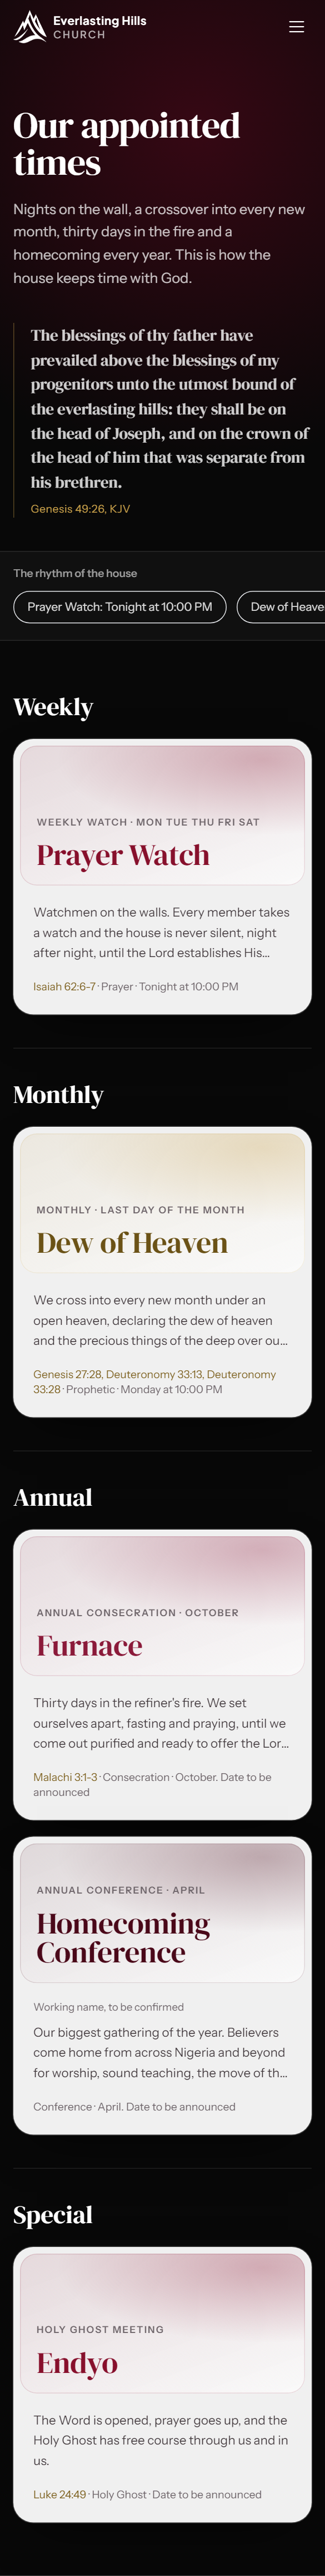 Everlasting Hills
CHURCH
Our appointed
times
Nights on the wall, a crossover into every new
month, thirty days in the fire and a
homecoming every year. This is how the
house keeps time with God.
The blessings of thy father have
prevailed above the blessings of my
progenitors unto the utmost bound of
the everlasting hills: they shall be on
the head of Joseph, and on the crown of
the head of him that was separate from
his brethren.
Genesis 49:26, KJV
The rhythm of the house
Prayer Watch: Tonight at 10:00 PM
Dew of Heave
Weekly
WEEKLY WATCH · MON TUE THU FRI SAT
Prayer Watch
Watchmen on the walls. Every member takes
a watch and the house is never silent, night
after night, until the Lord establishes His…
Isaiah 62:6-7 · Prayer · Tonight at 10:00 PM
Monthly
MONTHLY · LAST DAY OF THE MONTH
Dew of Heaven
We cross into every new month under an
open heaven, declaring the dew of heaven
and the precious things of the deep over ou…
Genesis 27:28, Deuteronomy 33:13, Deuteronomy
33:28 · Prophetic · Monday at 10:00 PM
Annual
ANNUAL CONSECRATION · OCTOBER
Furnace
Thirty days in the refiner's fire. We set
ourselves apart, fasting and praying, until we
come out purified and ready to offer the Lor…
Malachi 3:1-3 · Consecration · October. Date to be
announced
ANNUAL CONFERENCE · APRIL
Homecoming
Conference
Working name, to be confirmed
Our biggest gathering of the year. Believers
come home from across Nigeria and beyond
for worship, sound teaching, the move of th…
Conference · April. Date to be announced
Special
HOLY GHOST MEETING
Endyo
The Word is opened, prayer goes up, and the
Holy Ghost has free course through us and in
us.
Luke 24:49 · Holy Ghost · Date to be announced